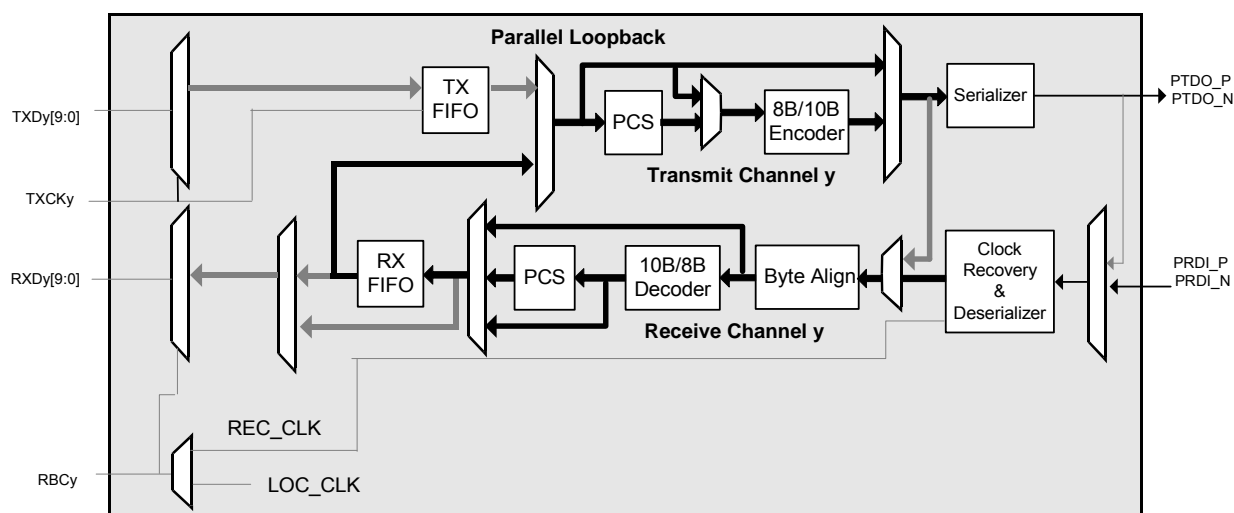 Parallel Loopback
TXDy[9:0]
TX
FIFO
PCS
8B/10B
Encoder
Serializer
PTDO_P
PTDO_N
Transmit Channel y
TXCKy
RXDy[9:0]
RX
FIFO
PCS
10B/8B
Decoder
Byte Align
Clock
Recovery
&
Deserializer
PRDI_P
PRDI_N
Receive Channel y
REC_CLK
RBCy
LOC_CLK